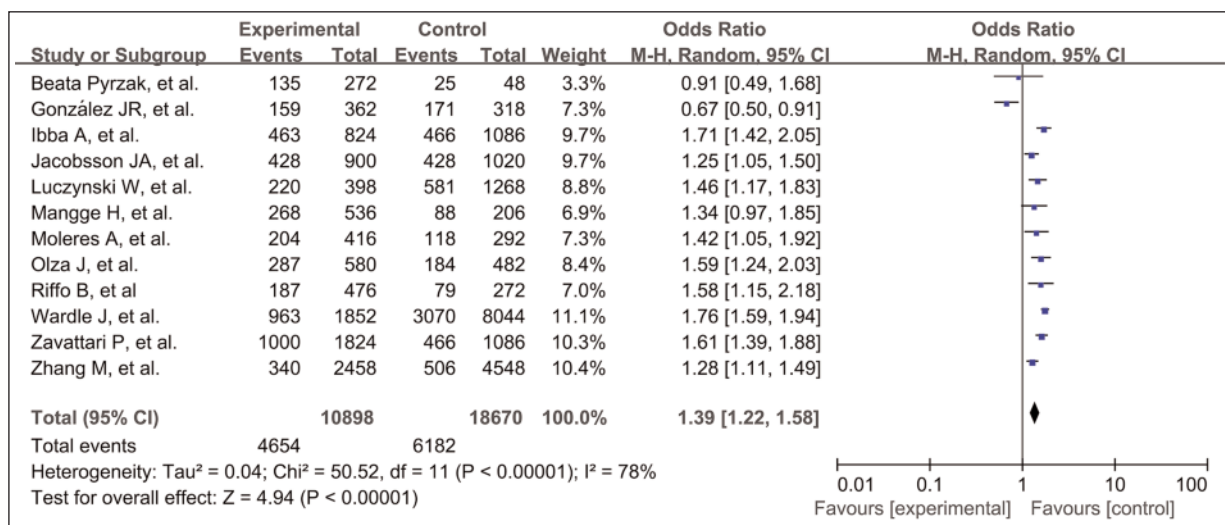 Experimental Control Odds Ratio Odds Ratio
Study or Subgroup Events Total Events Total Weight M-H, Random, 95% CI M-H, Random, 95% CI
Beata Pyrzak, et al. 135 272 25 48 3.3% 0.91 [0.49, 1.68]
González JR, et al. 159 362 171 318 7.3% 0.67 [0.50, 0.91]
Ibba A, et al. 463 824 466 1086 9.7% 1.71 [1.42, 2.05]
Jacobsson JA, et al. 428 900 428 1020 9.7% 1.25 [1.05, 1.50]
Luczynski W, et al. 220 398 581 1268 8.8% 1.46 [1.17, 1.83]
Mangge H, et al. 268 536 88 206 6.9% 1.34 [0.97, 1.85]
Moleres A, et al. 204 416 118 292 7.3% 1.42 [1.05, 1.92]
Olza J, et al. 287 580 184 482 8.4% 1.59 [1.24, 2.03]
Riffo B, et al 187 476 79 272 7.0% 1.58 [1.15, 2.18]
Wardle J, et al. 963 1852 3070 8044 11.1% 1.76 [1.59, 1.94]
Zavattari P, et al. 1000 1824 466 1086 10.3% 1.61 [1.39, 1.88]
Zhang M, et al. 340 2458 506 4548 10.4% 1.28 [1.11, 1.49]
Total (95% CI) 10898 18670 100.0% 1.39 [1.22, 1.58]
Total events 4654 6182
Heterogeneity: Tau² = 0.04; Chi² = 50.52, df = 11 (P < 0.00001); I² = 78%
Test for overall effect: Z = 4.94 (P < 0.00001)
0.01 0.1 1 10 100
Favours [experimental] Favours [control]